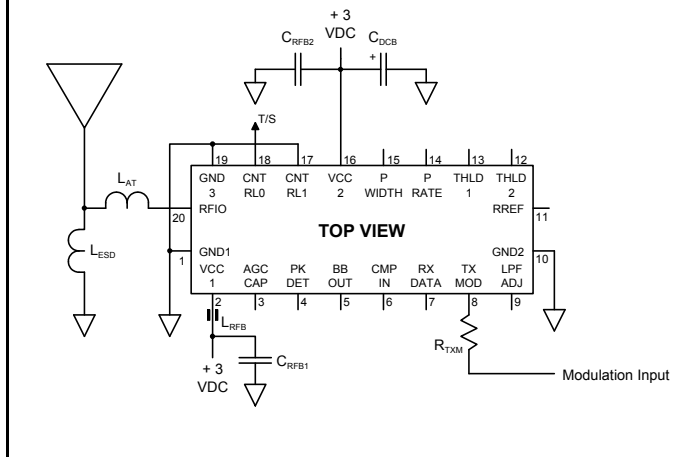 + 3
VDC
C_RFB2
C_DCB
+
T/S
19 18 17 16 15 14 13 12
GND 3
CNT RL0
CNT RL1
VCC 2
P WIDTH
P RATE
THLD 1
THLD 2
L_AT
20
RFIO
RREF
11
TOP VIEW
L_ESD
1
GND1
GND2
10
VCC 1
AGC CAP
PK DET
BB OUT
CMP IN
RX DATA
TX MOD
LPF ADJ
2 3 4 5 6 7 8 9
L_RFB
C_RFB1
+ 3
VDC
R_TXM
Modulation Input